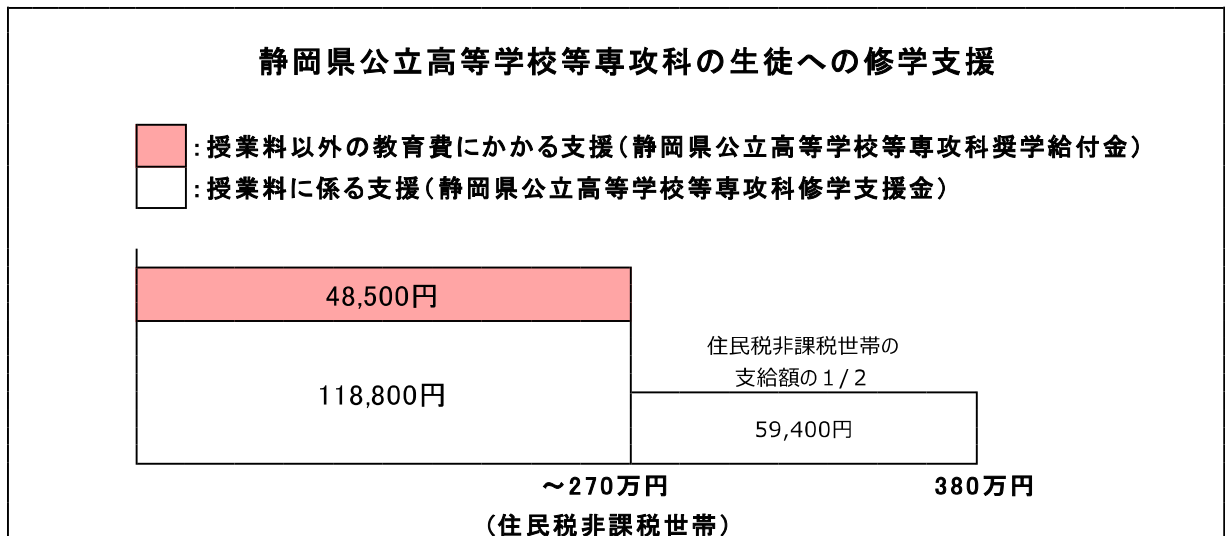 静岡県公立高等学校等専攻科の生徒への修学支援
:授業料以外の教育費にかかる支援(静岡県公立高等学校等専攻科奨学給付金)
:授業料に係る支援(静岡県公立高等学校等専攻科修学支援金)
48,500円
住民税非課税世帯の
支給額の1/2
118,800円
59,400円
～270万円
380万円
(住民税非課税世帯)